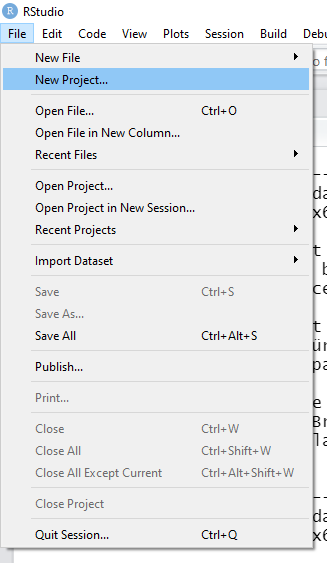 R RStudio
File Edit Code View Plots Session Build
New File
New Project...
Open File... Ctrl+O
Open File in New Column...
Recent Files
Open Project...
Open Project in New Session...
Recent Projects
Import Dataset
Save Ctrl+S
Save As...
Save All Ctrl+Alt+S
Publish...
Print...
Close Ctrl+W
Close All Ctrl+Shift+W
Close All Except Current Ctrl+Alt+Shift+W
Close Project
Quit Session... Ctrl+Q